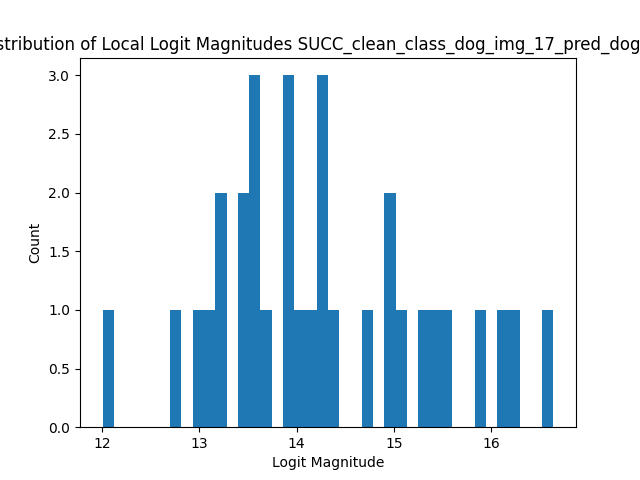 stribution of Local Logit Magnitudes SUCC_clean_class_dog_img_17_pred_dog
3.0
2.5
2.0
1.5
1.0
0.5
0.0
Count
12 13 14 15 16
Logit Magnitude